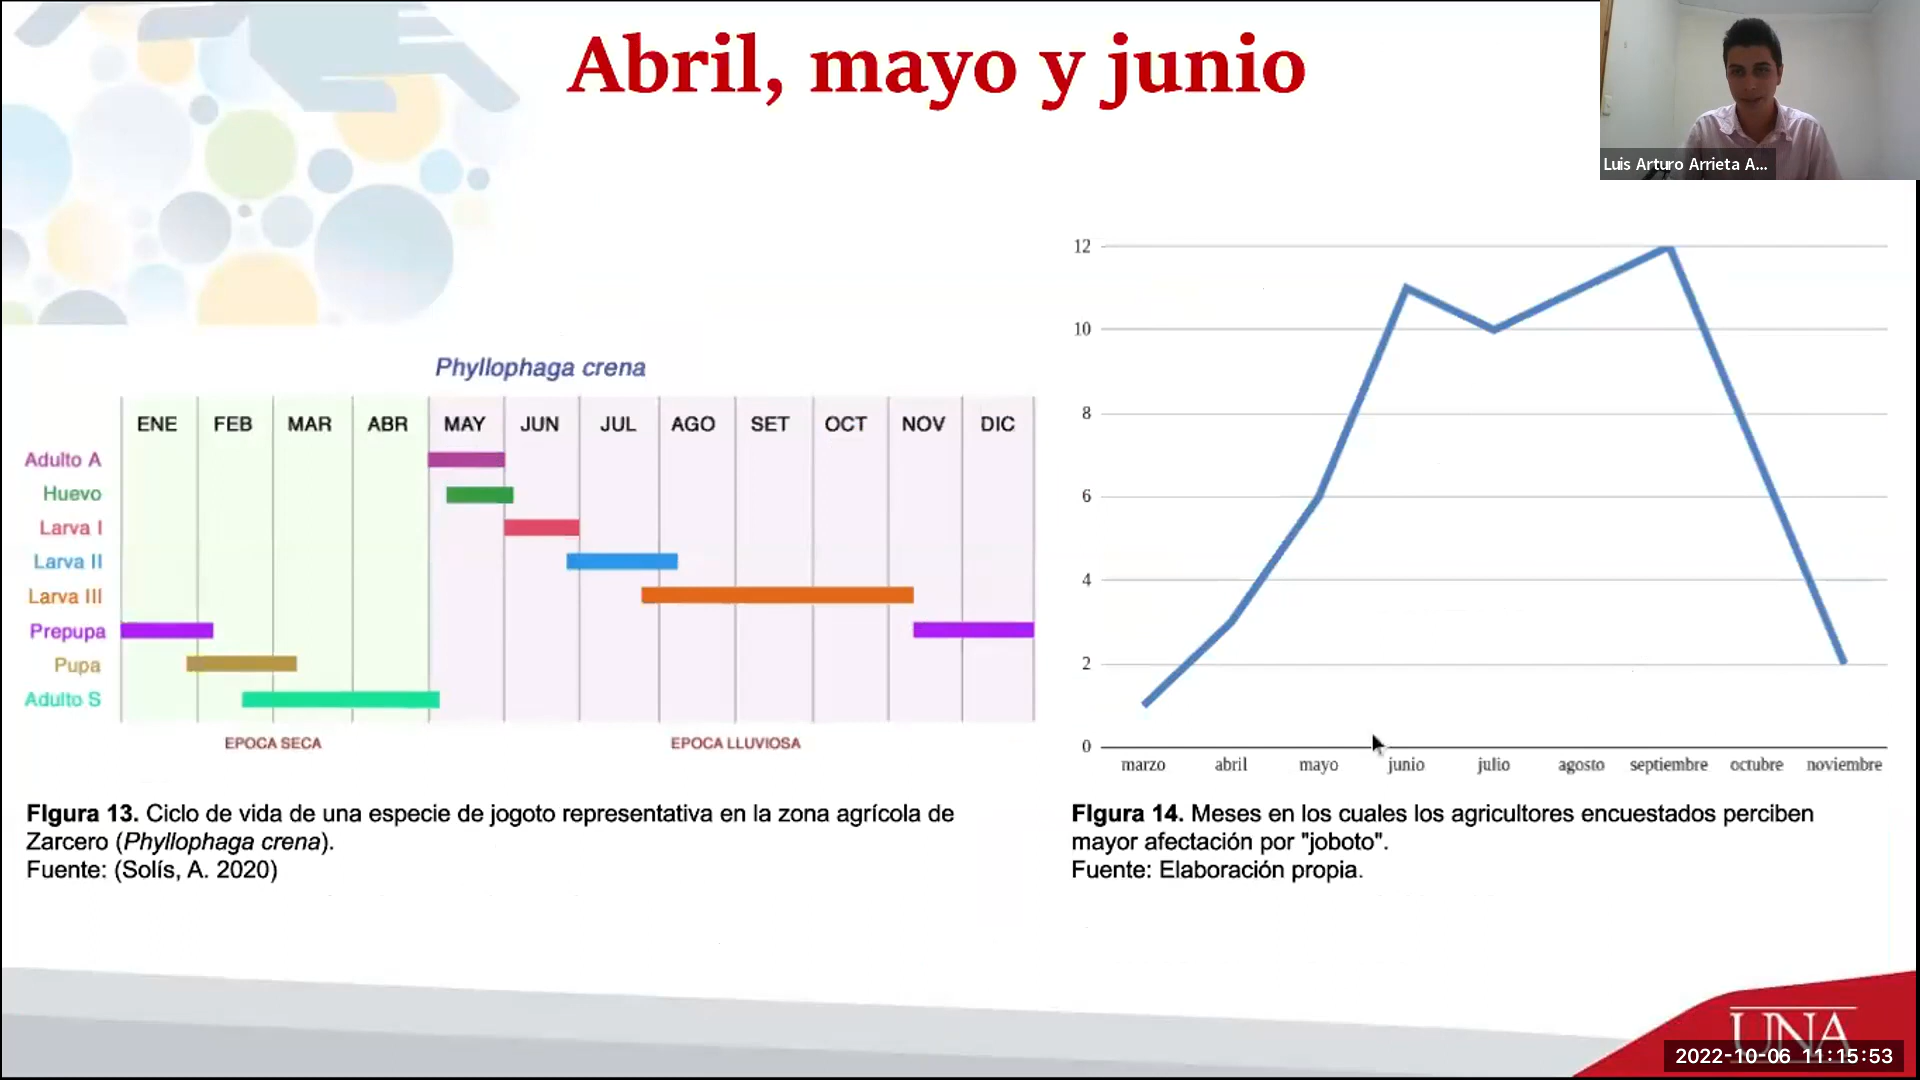 Abril, mayo y junio
Luis Arturo Arrieta A...
Phyllophaga crena
ENE FEB MAR ABR MAY JUN JUL AGO SET OCT NOV DIC
Adulto A
Huevo
Larva I
Larva II
Larva III
Prepupa
Pupa
Adulto S
EPOCA SECA EPOCA LLUVIOSA
FIgura 13. Ciclo de vida de una especie de jogoto representativa en la zona agrícola de
Zarcero (Phyllophaga crena).
Fuente: (Solís, A. 2020)
12
10
8
6
4
2
0
marzo abril mayo junio julio agosto septiembre octubre noviembre
FIgura 14. Meses en los cuales los agricultores encuestados perciben
mayor afectación por "joboto".
Fuente: Elaboración propia.
UNA
2022-10-06 11:15:53